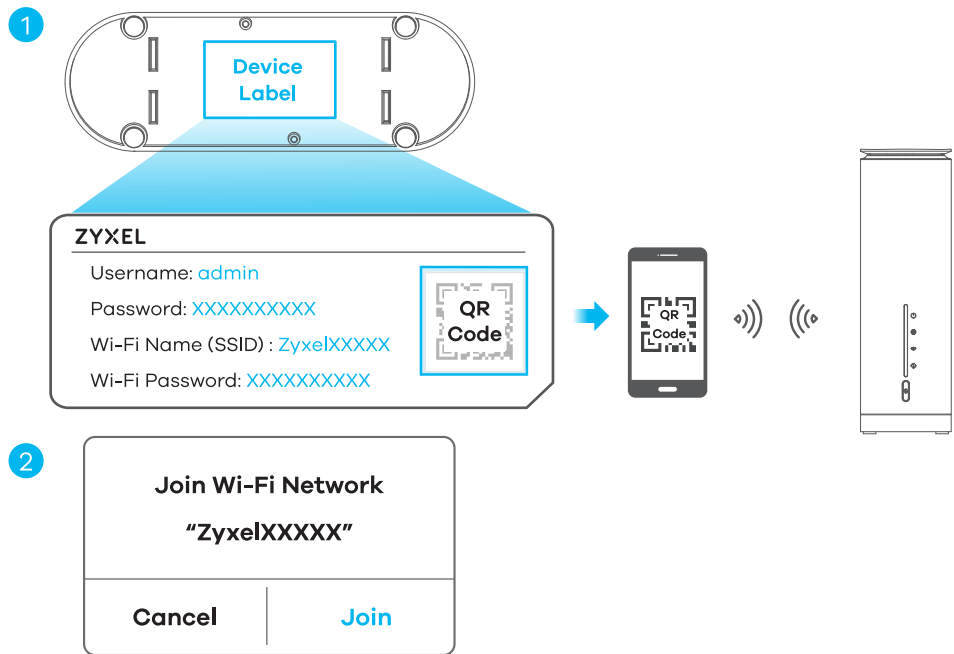 1
Device
Label
ZYXEL
Username: admin
Password: XXXXXXXXXX
Wi-Fi Name (SSID) : ZyxelXXXXX
Wi-Fi Password: XXXXXXXXXX
QR
Code
QR
Code
2
Join Wi-Fi Network
“ZyxelXXXXX”
Cancel
Join